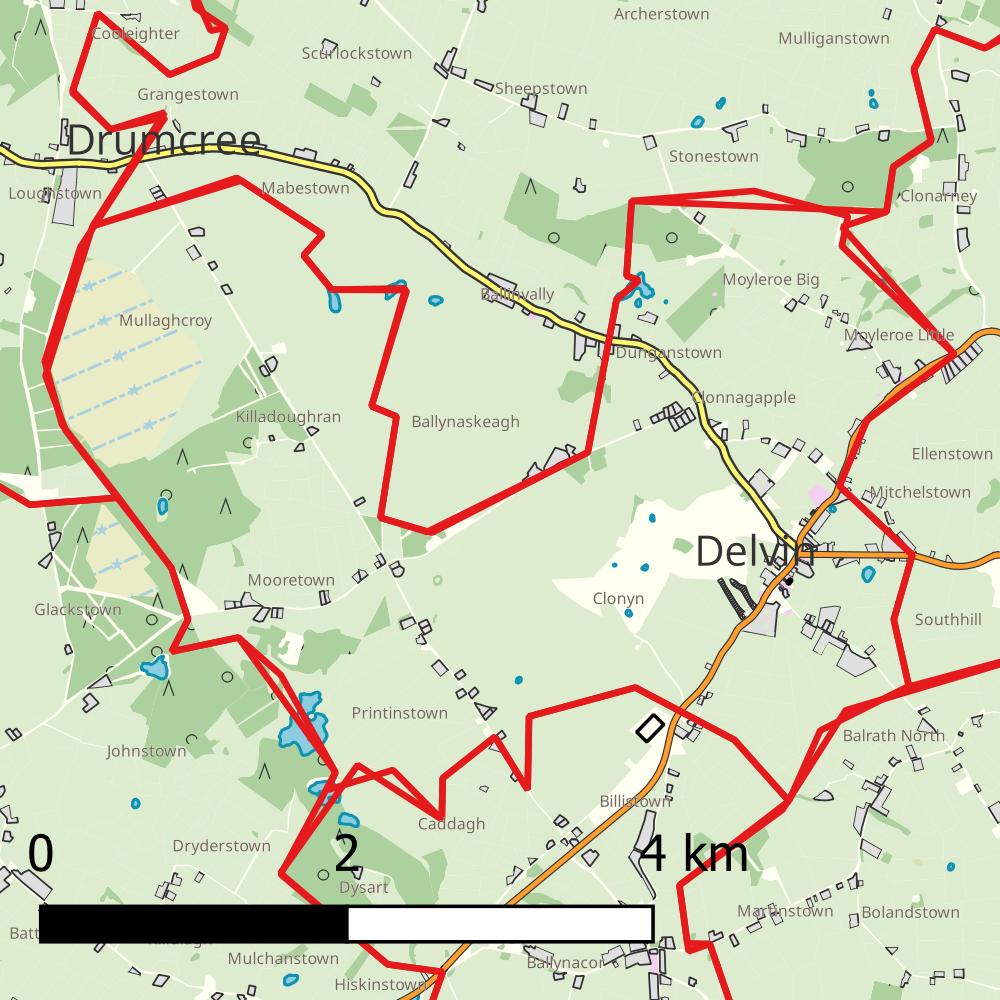 Archerstown
Cooleighter
Mulliganstown
Scurlockstown
Sheepstown
Grangestown
Drumcree
Stonestown
Loughstown
Mabestown
Clonarney
Moyleroe Big
Ballinvally
Mullaghcroy
Moyleroe Little
Dunganstown
Clonnagapple
Killadoughran
Ballynaskeagh
Ellenstown
Mitchelstown
Delvin
Mooretown
Clonyn
Glackstown
Southhill
Printinstown
Johnstown
Balrath North
Billistown
Caddagh
Dryderstown
0 2 4 km
Dysart
Martinstown
Bolandstown
Batt
Mulchanstown
Ballynacor
Hiskinstown